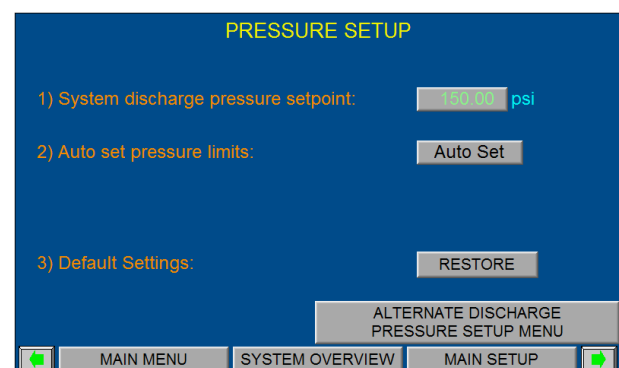 PRESSURE SETUP
1) System discharge pressure setpoint: 150.00 psi
2) Auto set pressure limits: Auto Set
3) Default Settings: RESTORE
ALTERNATE DISCHARGE
PRESSURE SETUP MENU
MAIN MENU SYSTEM OVERVIEW MAIN SETUP